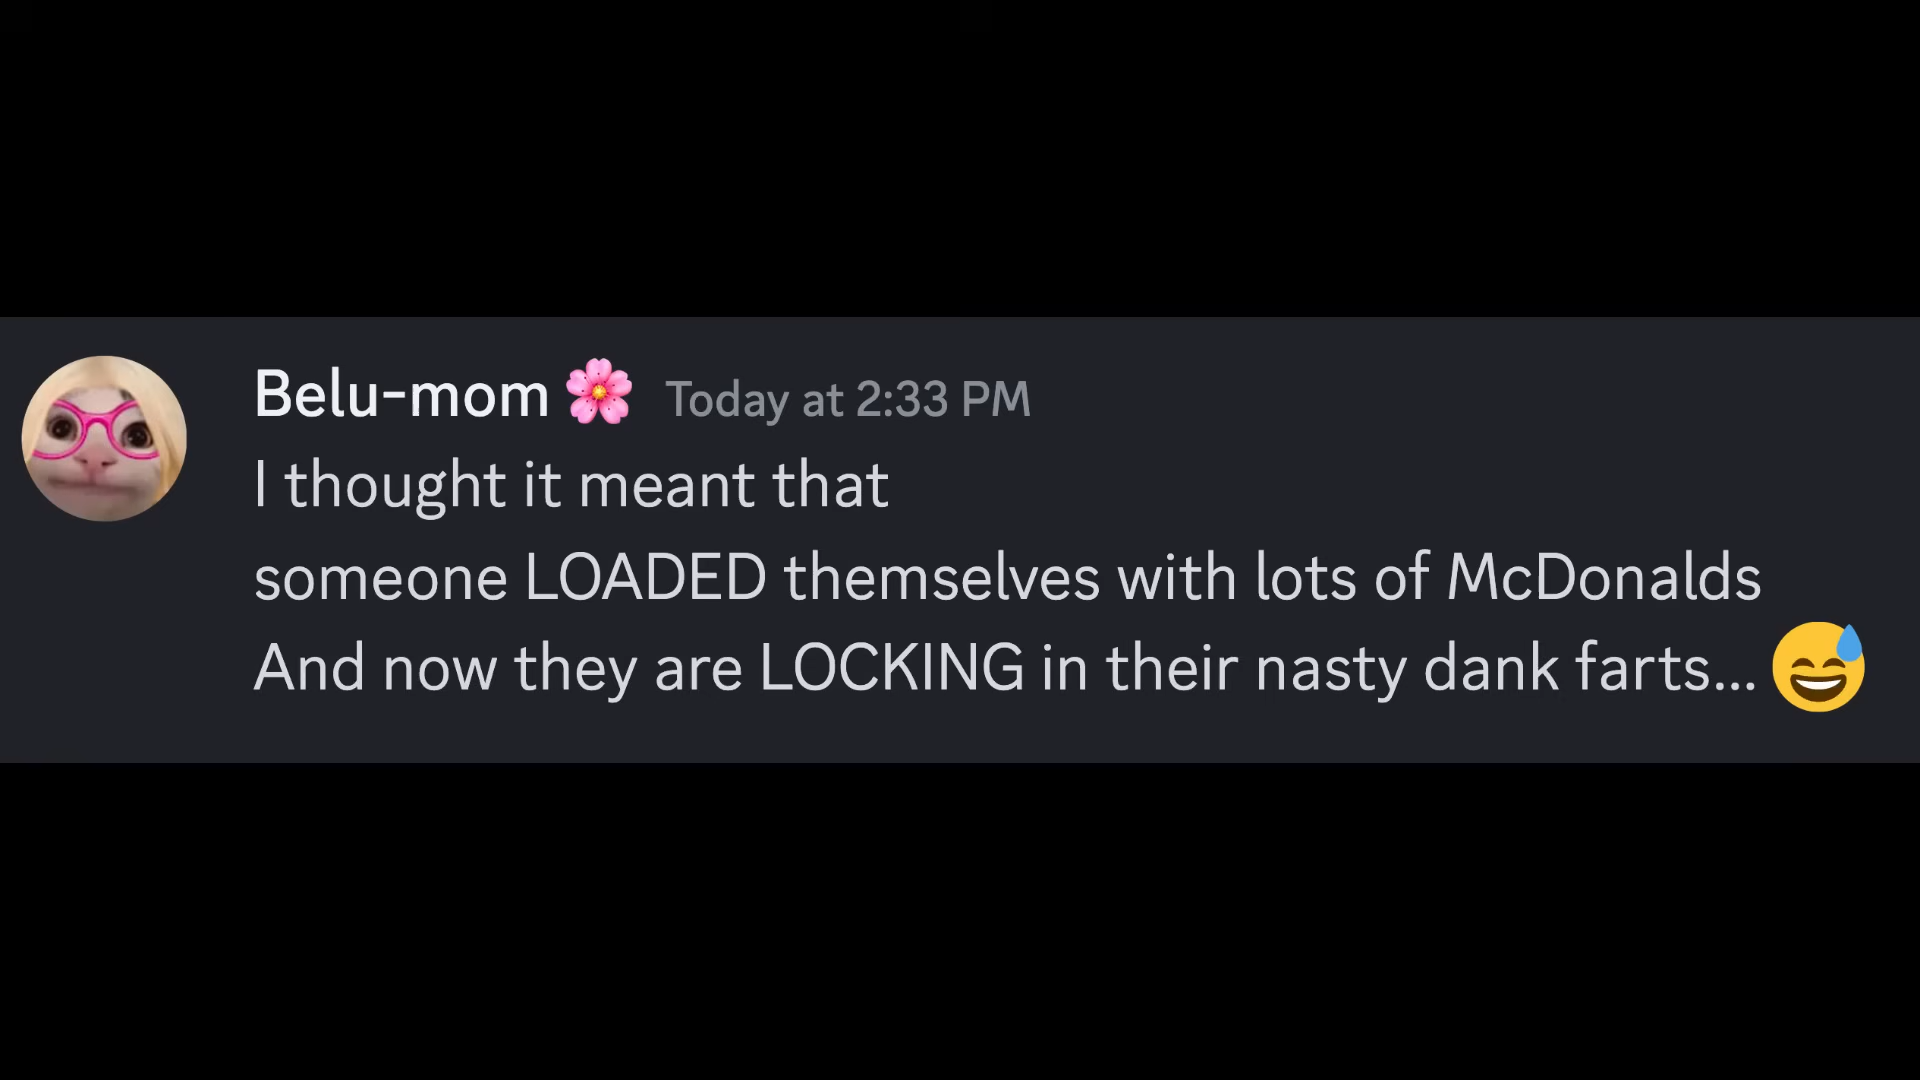 Belu-mom🌸 Today at 2:33 PM
I thought it meant that
someone LOADED themselves with lots of McDonalds
And now they are LOCKING in their nasty dank farts...😅